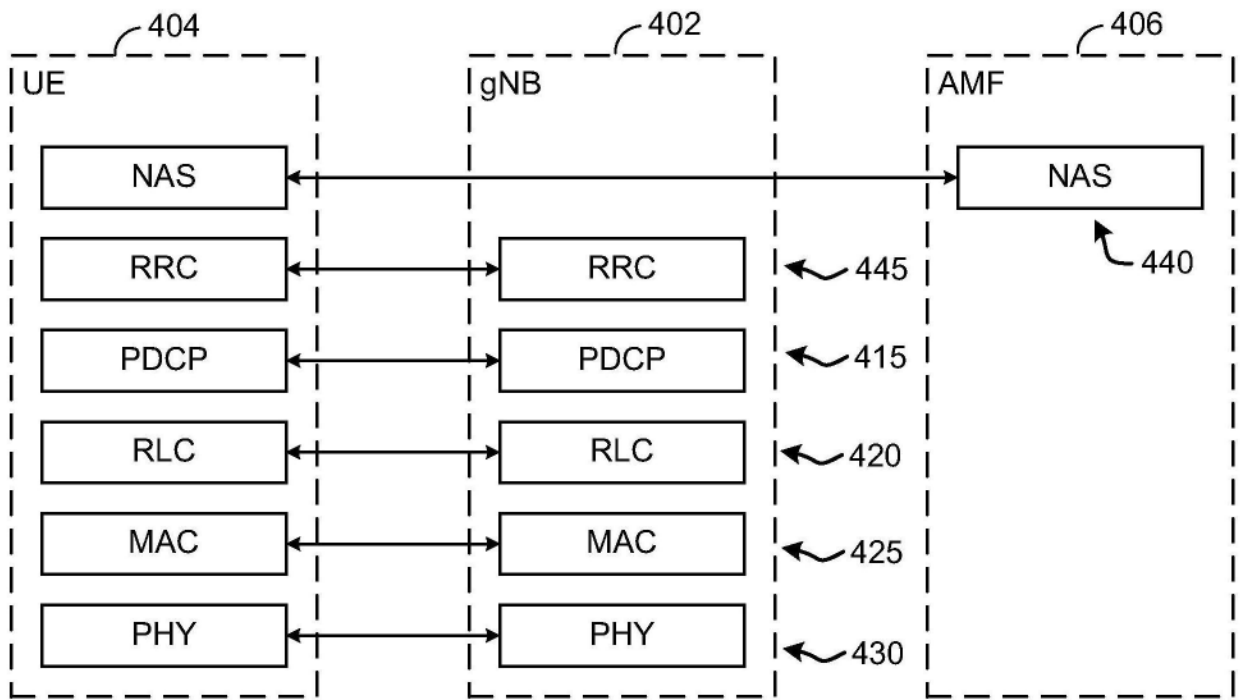 404 402 406
UE gNB AMF
NAS NAS
RRC RRC 445 440
PDCP PDCP 415
RLC RLC 420
MAC MAC 425
PHY PHY 430